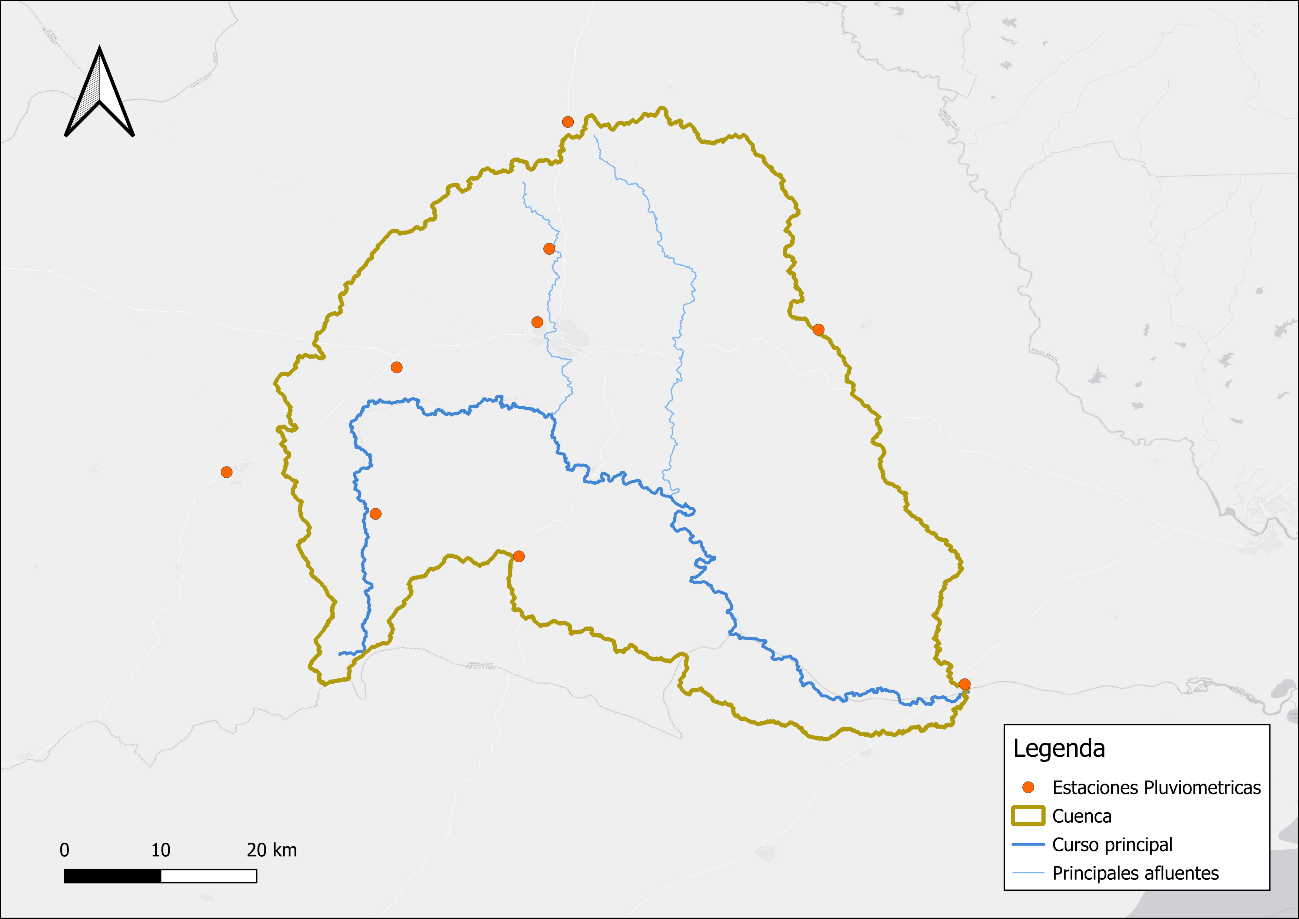 Legenda
Estaciones Pluviometricas
Cuenca
Curso principal
Principales afluentes
0 10 20 km